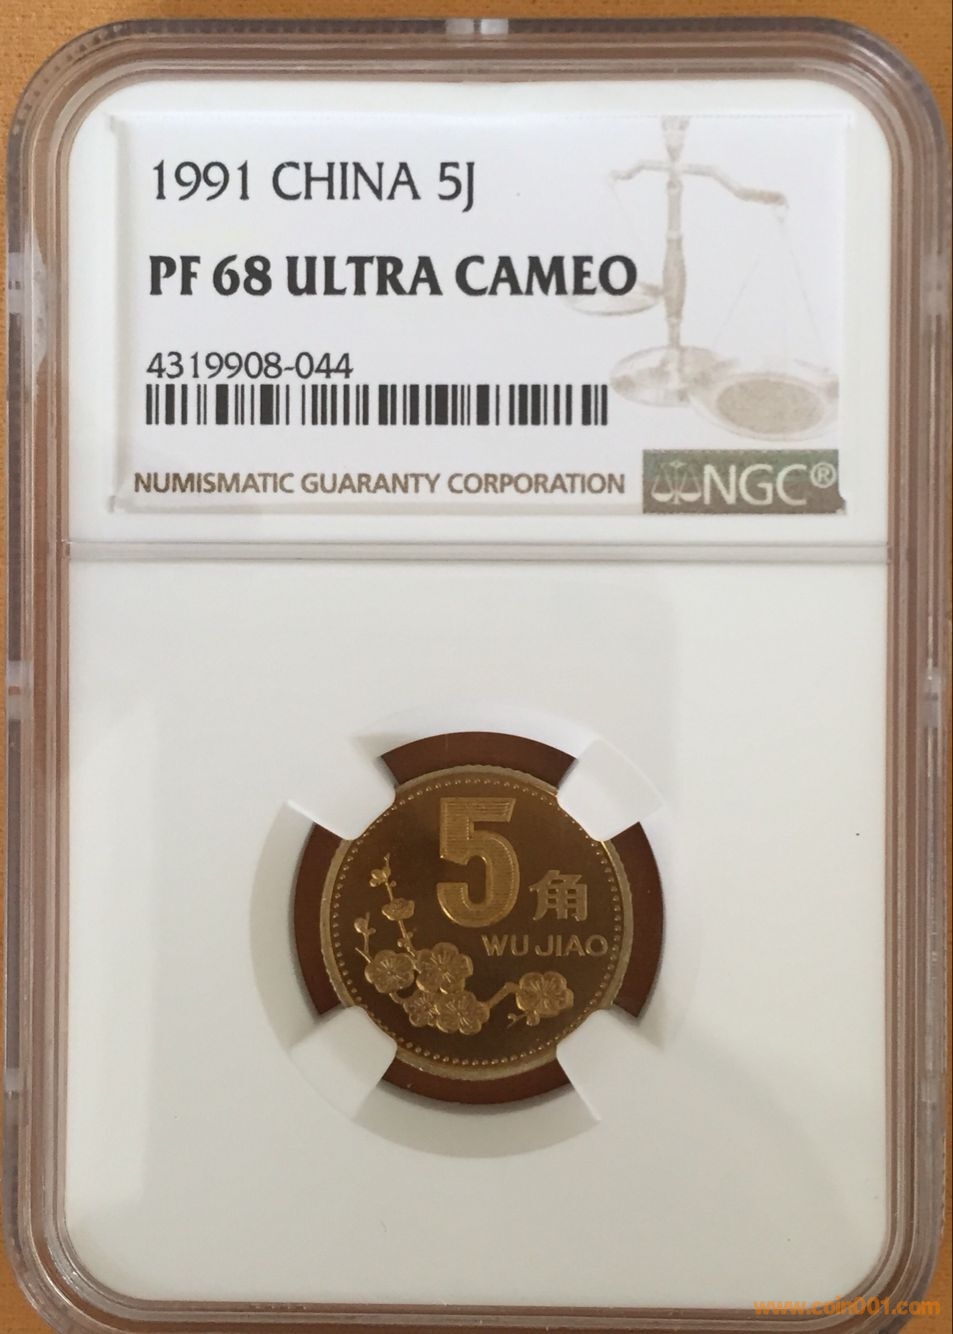 1991 CHINA 5J
PF 68 ULTRA CAMEO
4319908-044
NUMISMATIC GUARANTY CORPORATION
NGC®
5角
WU JIAO
www.coin001.com